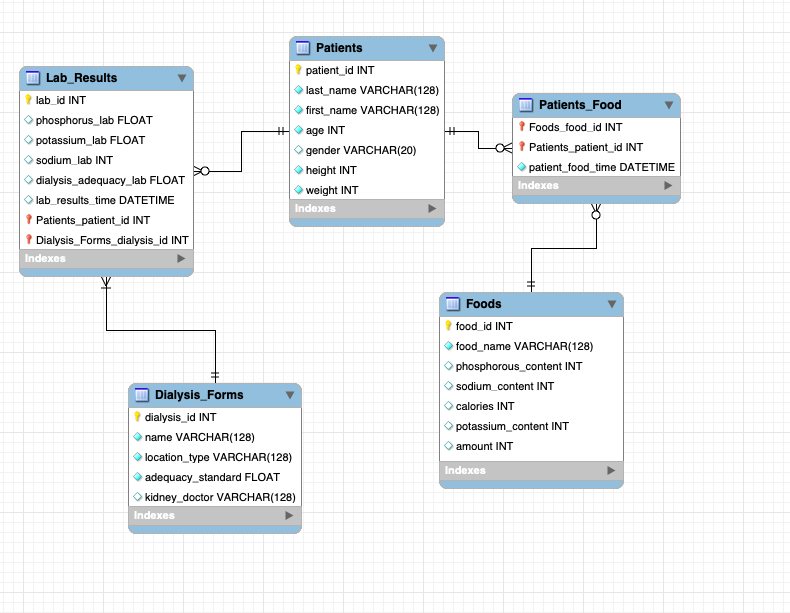 Patients
patient_id INT
last_name VARCHAR(128)
first_name VARCHAR(128)
age INT
gender VARCHAR(20)
height INT
weight INT
Indexes
Lab_Results
lab_id INT
phosphorus_lab FLOAT
potassium_lab FLOAT
sodium_lab INT
dialysis_adequacy_lab FLOAT
lab_results_time DATETIME
Patients_patient_id INT
Dialysis_Forms_dialysis_id INT
Indexes
Patients_Food
Foods_food_id INT
Patients_patient_id INT
patient_food_time DATETIME
Indexes
Foods
food_id INT
food_name VARCHAR(128)
phosphorous_content INT
sodium_content INT
calories INT
potassium_content INT
amount INT
Indexes
Dialysis_Forms
dialysis_id INT
name VARCHAR(128)
location_type VARCHAR(128)
adequacy_standard FLOAT
kidney_doctor VARCHAR(128)
Indexes